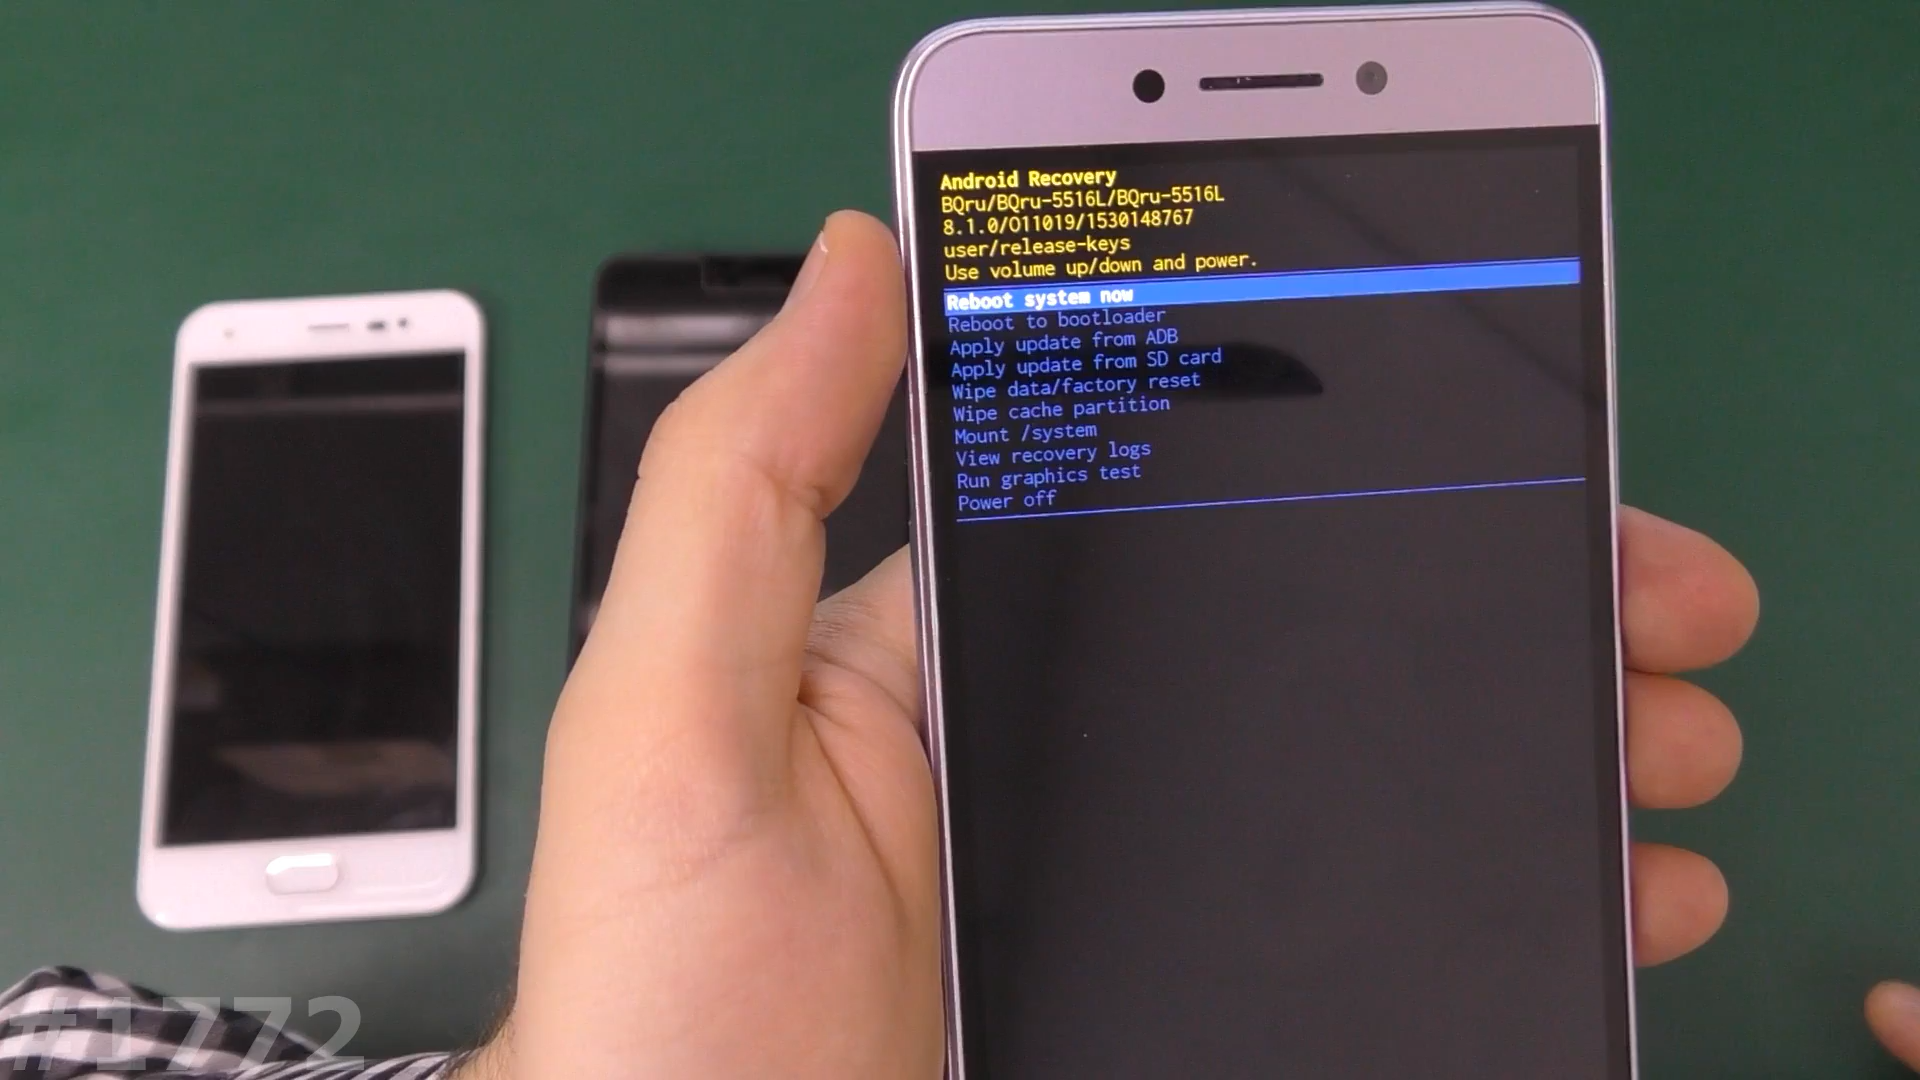 Android Recovery
BQru/BQru-5516L/BQru-5516L
8.1.0/O11019/1530148767
user/release-keys
Use volume up/down and power.
Reboot system now
Reboot to bootloader
Apply update from ADB
Apply update from SD card
Wipe data/factory reset
Wipe cache partition
Mount /system
View recovery logs
Run graphics test
Power off
#1772